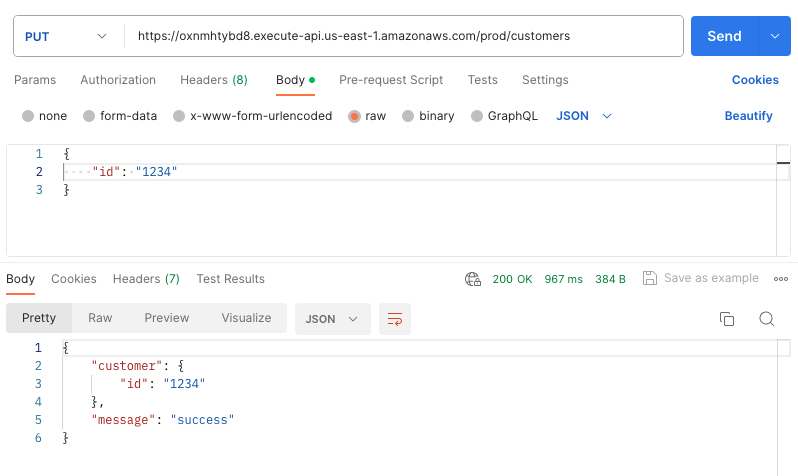 PUT https://oxnmhtybd8.execute-api.us-east-1.amazonaws.com/prod/customers Send
Params Authorization Headers (8) Body Pre-request Script Tests Settings Cookies
none form-data x-www-form-urlencoded raw binary GraphQL JSON Beautify
1 {
2 ····"id":·"1234"
3 }
Body Cookies Headers (7) Test Results 200 OK 967 ms 384 B Save as example
Pretty Raw Preview Visualize JSON
1 {
2 "customer": {
3 "id": "1234"
4 },
5 "message": "success"
6 }